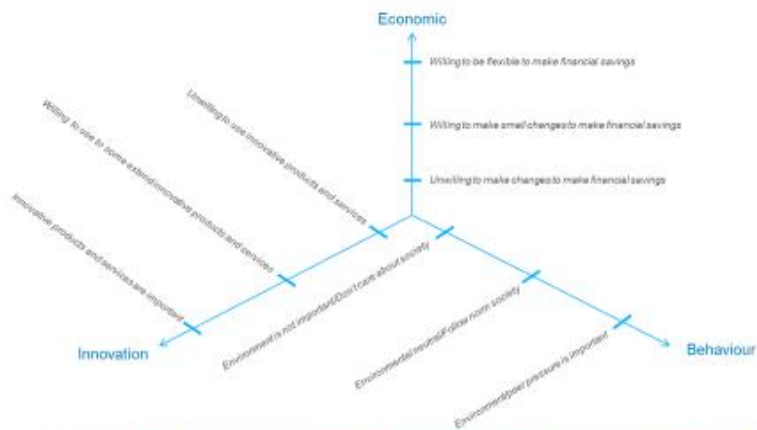 Economic
Willing to be flexible to make financial savings
Willing to make small changes to make financial savings
Unwilling to make changes to make financial savings
Unwilling to use innovative products and services
Willing to use to some extend innovative products and services
Innovative products and services are important
Environment is not important/Don't care about society
Enviromental neutral/Follow norm society
Enviroment/peer pressure is important
Innovation
Behaviour